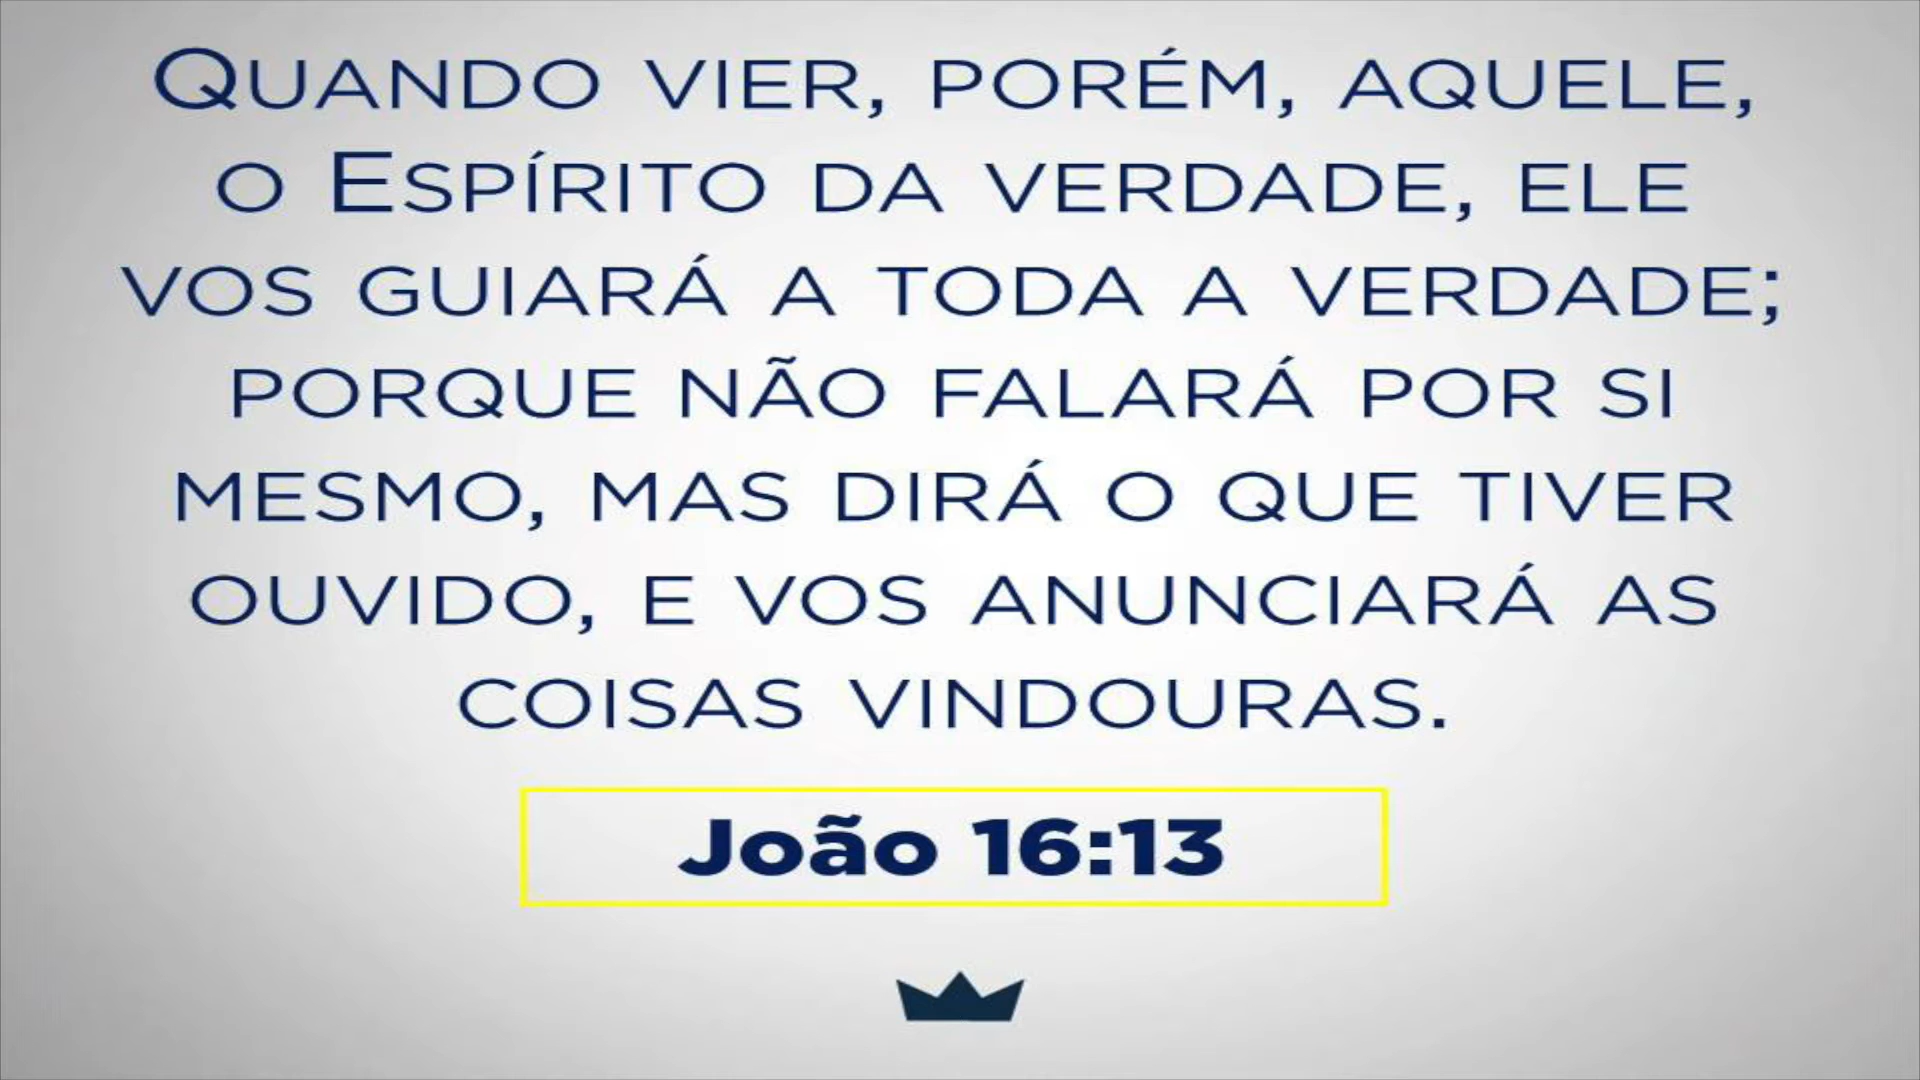 Quando vier, porém, aquele,
o Espírito da verdade, ele
vos guiará a toda a verdade;
porque não falará por si
mesmo, mas dirá o que tiver
ouvido, e vos anunciará as
coisas vindouras.
João 16:13